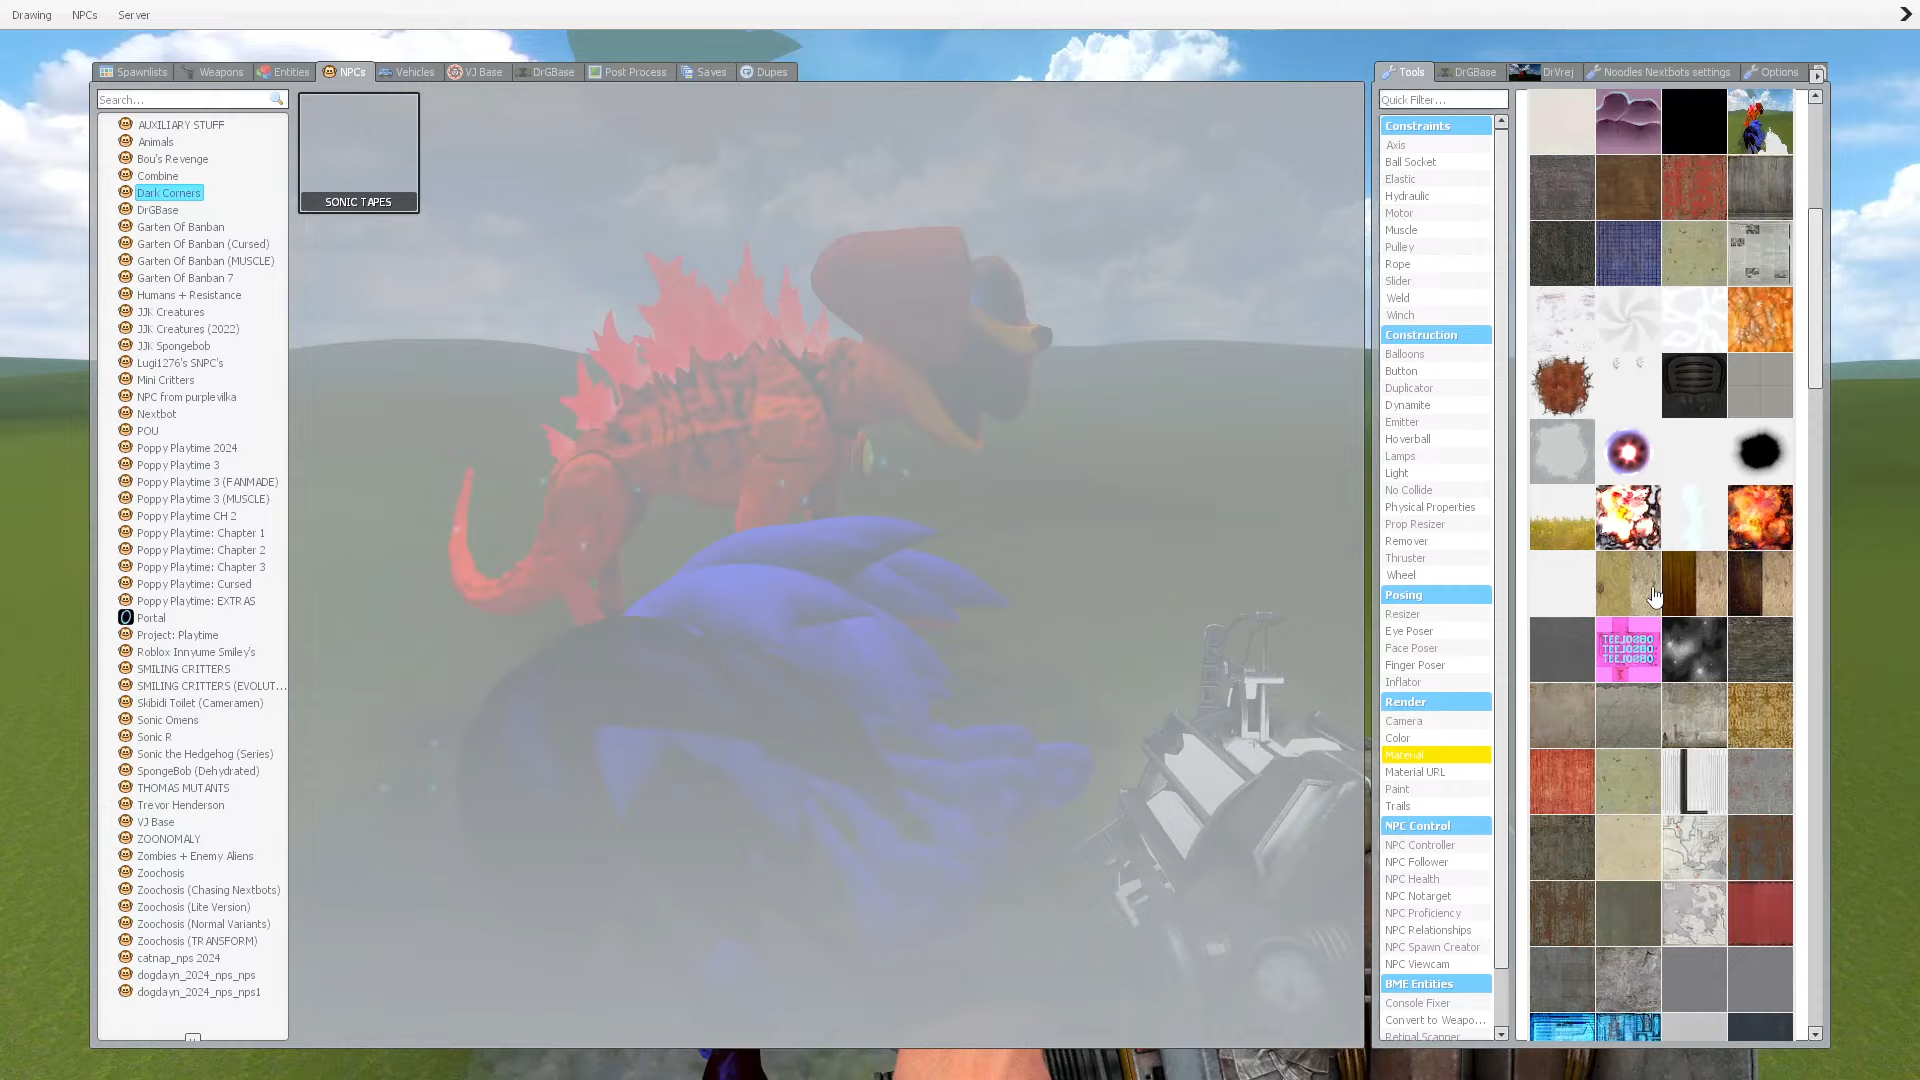 Drawing NPCs Server
Spawnlists Weapons Entities NPCs Vehicles VJ Base DrGBase Post Process Saves Dupes
Tools DrGBase DrVrej Noodles Nextbot settings Options
Search...
AUXILIARY STUFF
Animals
Bou's Revenge
Combine
Dark Corners
DrGBase
Garten Of Banban
Garten Of Banban (Cursed)
Garten Of Banban (MUSCLE)
Garten Of Banban 7
Humans + Resistance
JJK Creatures
JJK Creatures (2022)
JJK Spongebob
Lugi1276's SNPC's
Mini Critters
NPC from purplevilka
Nextbot
POU
Poppy Playtime 2024
Poppy Playtime 3
Poppy Playtime 3 (FANMADE)
Poppy Playtime 3 (MUSCLE)
Poppy Playtime CH 2
Poppy Playtime: Chapter 1
Poppy Playtime: Chapter 2
Poppy Playtime: Chapter 3
Poppy Playtime: Cursed
Poppy Playtime: EXTRAS
Portal
Project: Playtime
Roblox Innyume Smiley's
SMILING CRITTERS
SMILING CRITTERS (EVOLUT...
Skibidi Toilet (Cameramen)
Sonic Omens
Sonic R
Sonic the Hedgehog (Series)
SpongeBob (Dehydrated)
THOMAS MUTANTS
Trevor Henderson
VJ Base
ZOONOMALY
Zombies + Enemy Aliens
Zoochosis
Zoochosis (Chasing Nextbots)
Zoochosis (Lite Version)
Zoochosis (Normal Variants)
Zoochosis (TRANSFORM)
catnap_nps 2024
dogdayn_2024_nps_nps
dogdayn_2024_nps_nps1
SONIC TAPES
Quick Filter...
Constraints
Axis
Ball Socket
Elastic
Hydraulic
Motor
Muscle
Pulley
Rope
Slider
Weld
Winch
Construction
Balloons
Button
Duplicator
Dynamite
Emitter
Hoverball
Lamps
Light
No Collide
Physical Properties
Prop Resizer
Remover
Thruster
Wheel
Posing
Resizer
Eye Poser
Face Poser
Finger Poser
Inflator
Render
Camera
Color
Material
Material URL
Paint
Trails
NPC Control
NPC Controller
NPC Follower
NPC Health
NPC Notarget
NPC Proficiency
NPC Relationships
NPC Spawn Creator
NPC Viewcam
BME Entities
Console Fixer
Convert to Weapo...
Retinal Scanner